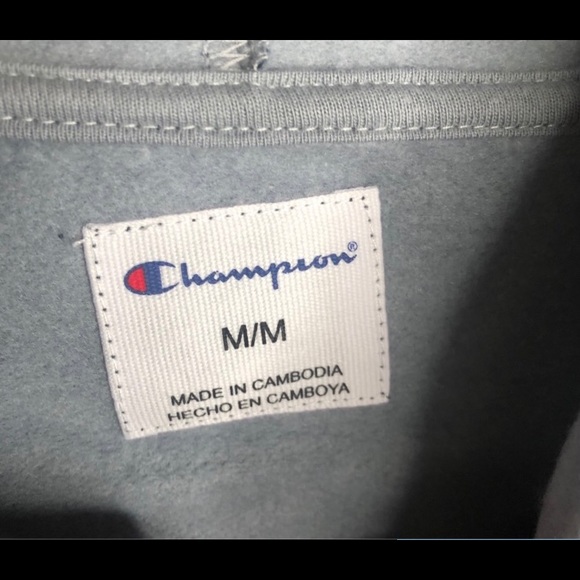 Champion®
M/M
MADE IN CAMBODIA
HECHO EN CAMBOYA